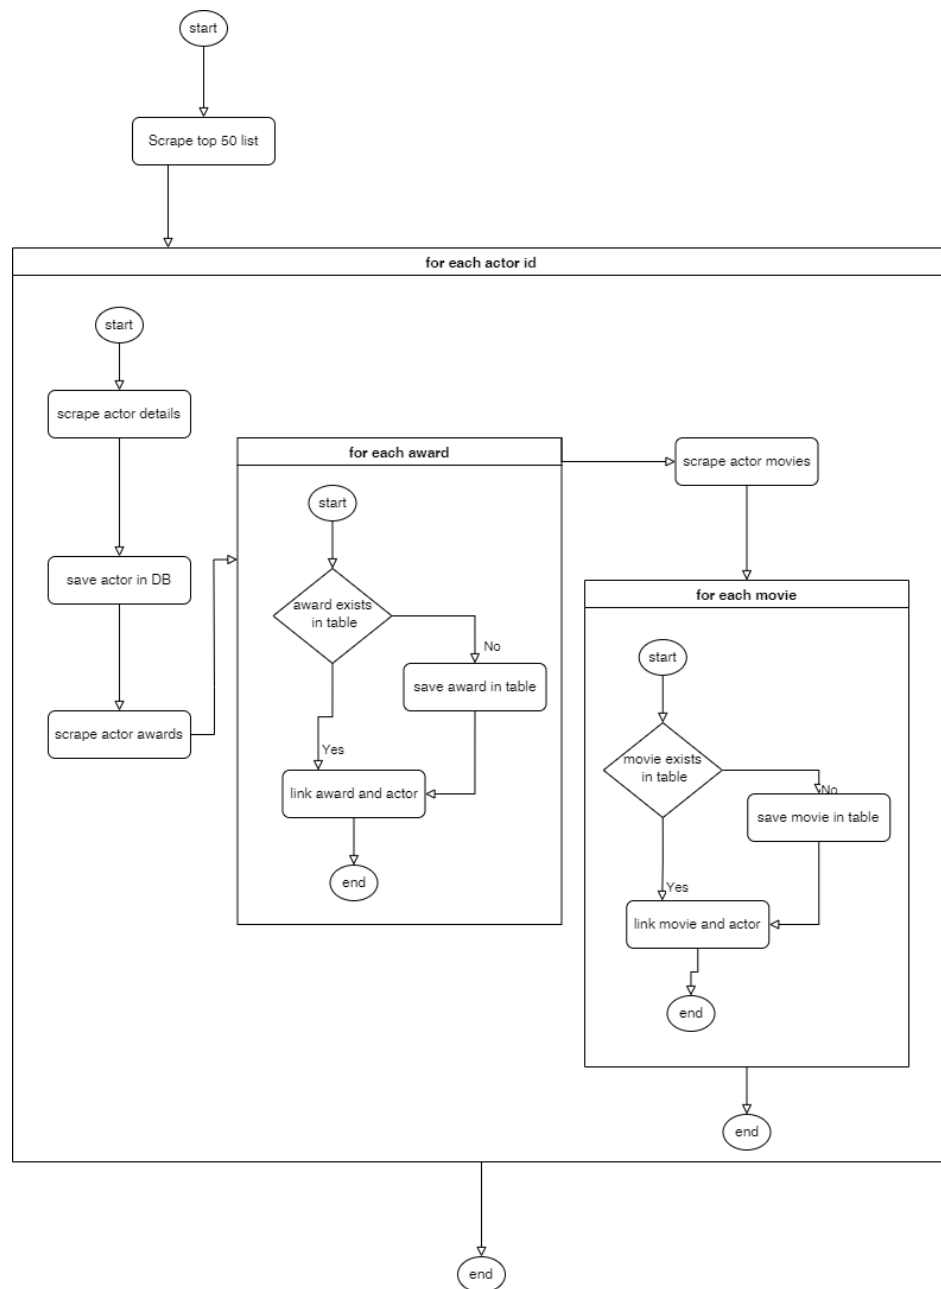 start
Scrape top 50 list
for each actor id
start
scrape actor details
save actor in DB
scrape actor awards
for each award
start
award exists
in table
No
save award in table
Yes
link award and actor
end
scrape actor movies
for each movie
start
movie exists
in table
No
save movie in table
Yes
link movie and actor
end
end
end